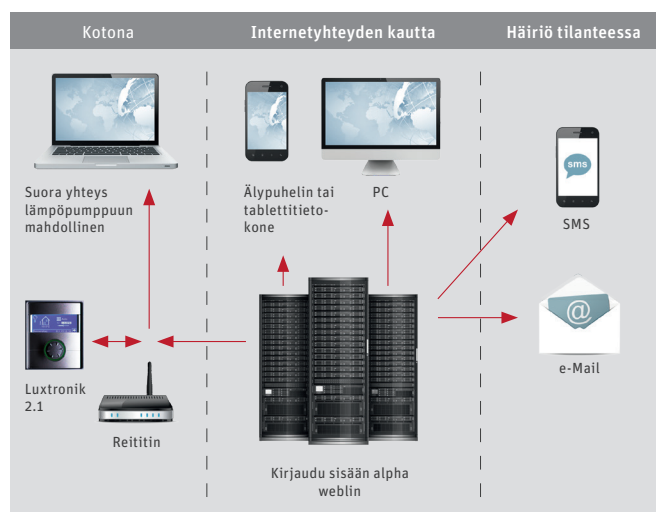 Kotona
Internetyhteyden kautta
Häiriö tilanteessa
Suora yhteys
lämpöpumppuun
mahdollinen
Älypuhelin tai
tablettitieto-
kone
PC
sms
SMS
@
e-Mail
Luxtronik
2.1
Reititin
Kirjaudu sisään alpha
weblin